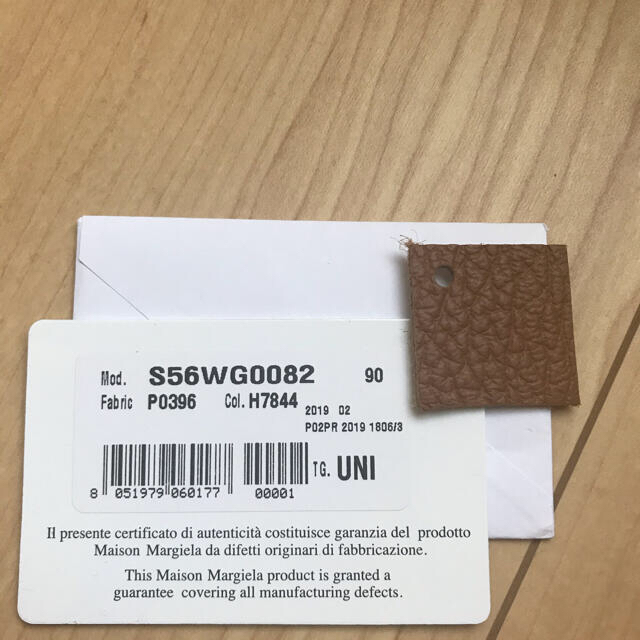 Mod. S56WG0082 90
Fabric P0396 Col. H7844
2019 02
P02PR 2019 1806/3
8 051979 060177 00001
TG. UNI
Il presente certificato di autenticità costituisce garanzia del prodotto
Maison Margiela da difetti originari di fabbricazione.
This Maison Margiela product is granted a
guarantee covering all manufacturing defects.